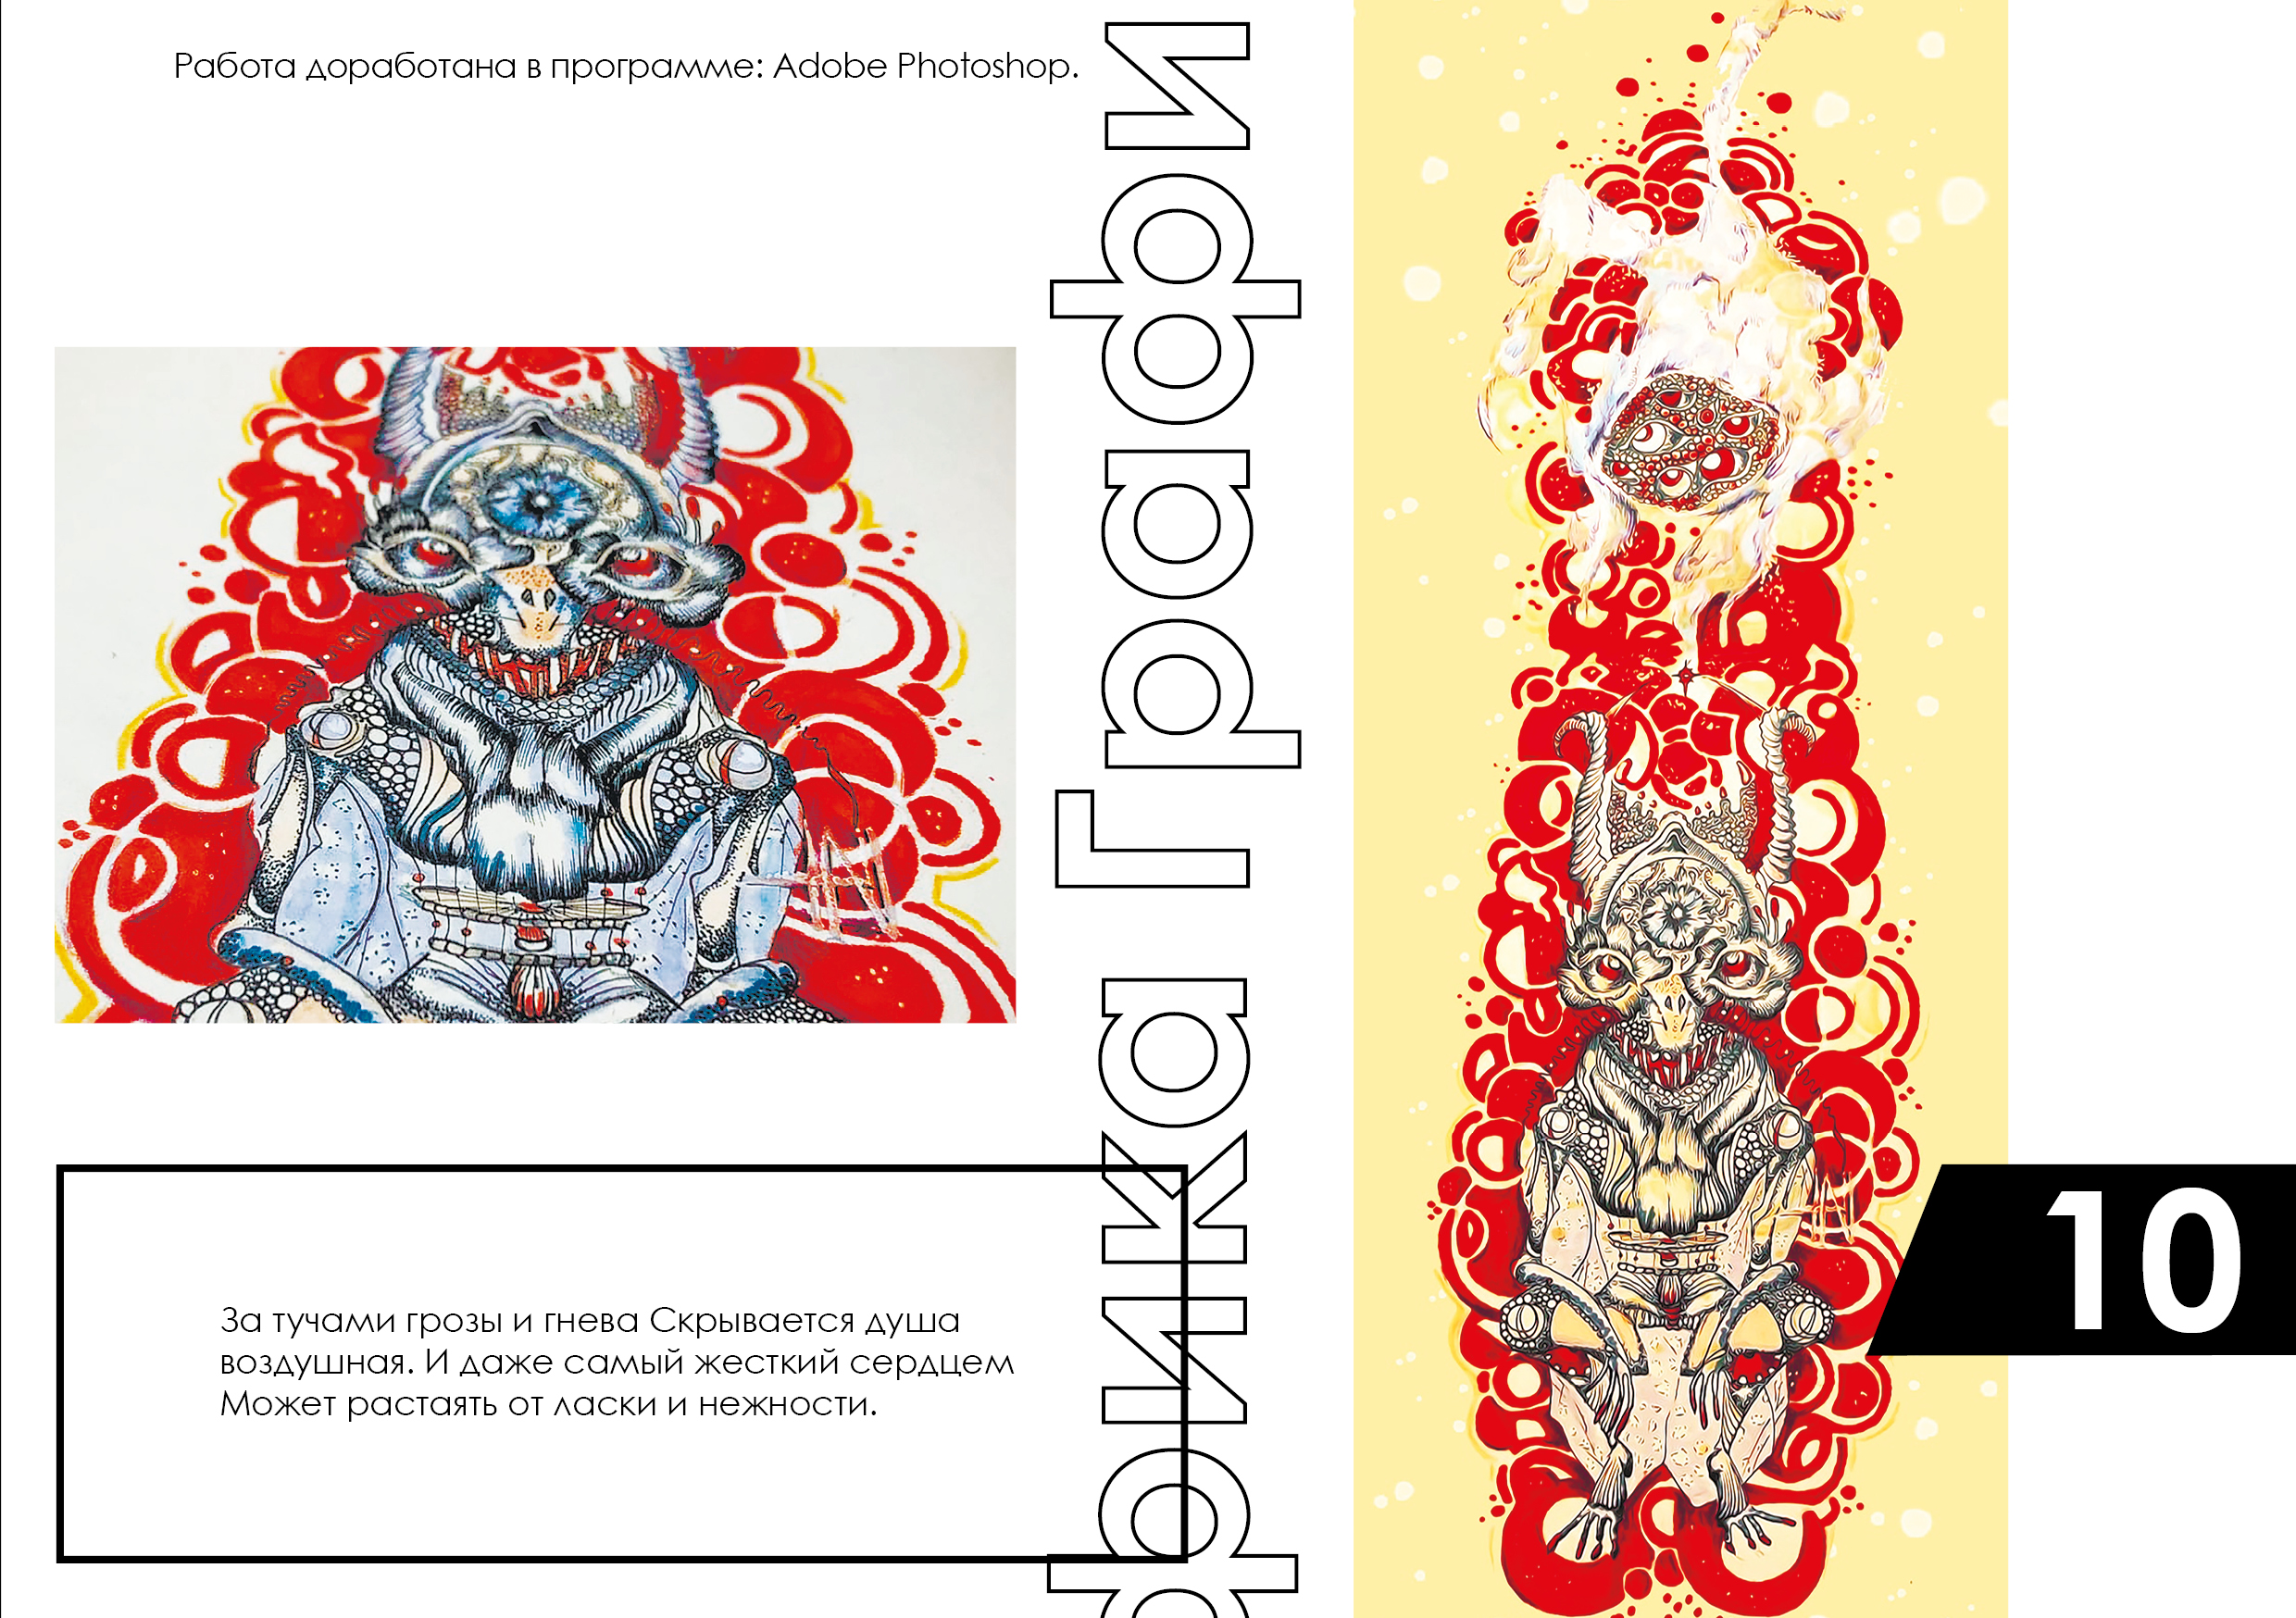 Работа доработана в программе: Adobe Photoshop.
фика Графи
За тучами грозы и гнева Скрывается душа
воздушная. И даже самый жесткий сердцем
Может растаять от ласки и нежности.
10